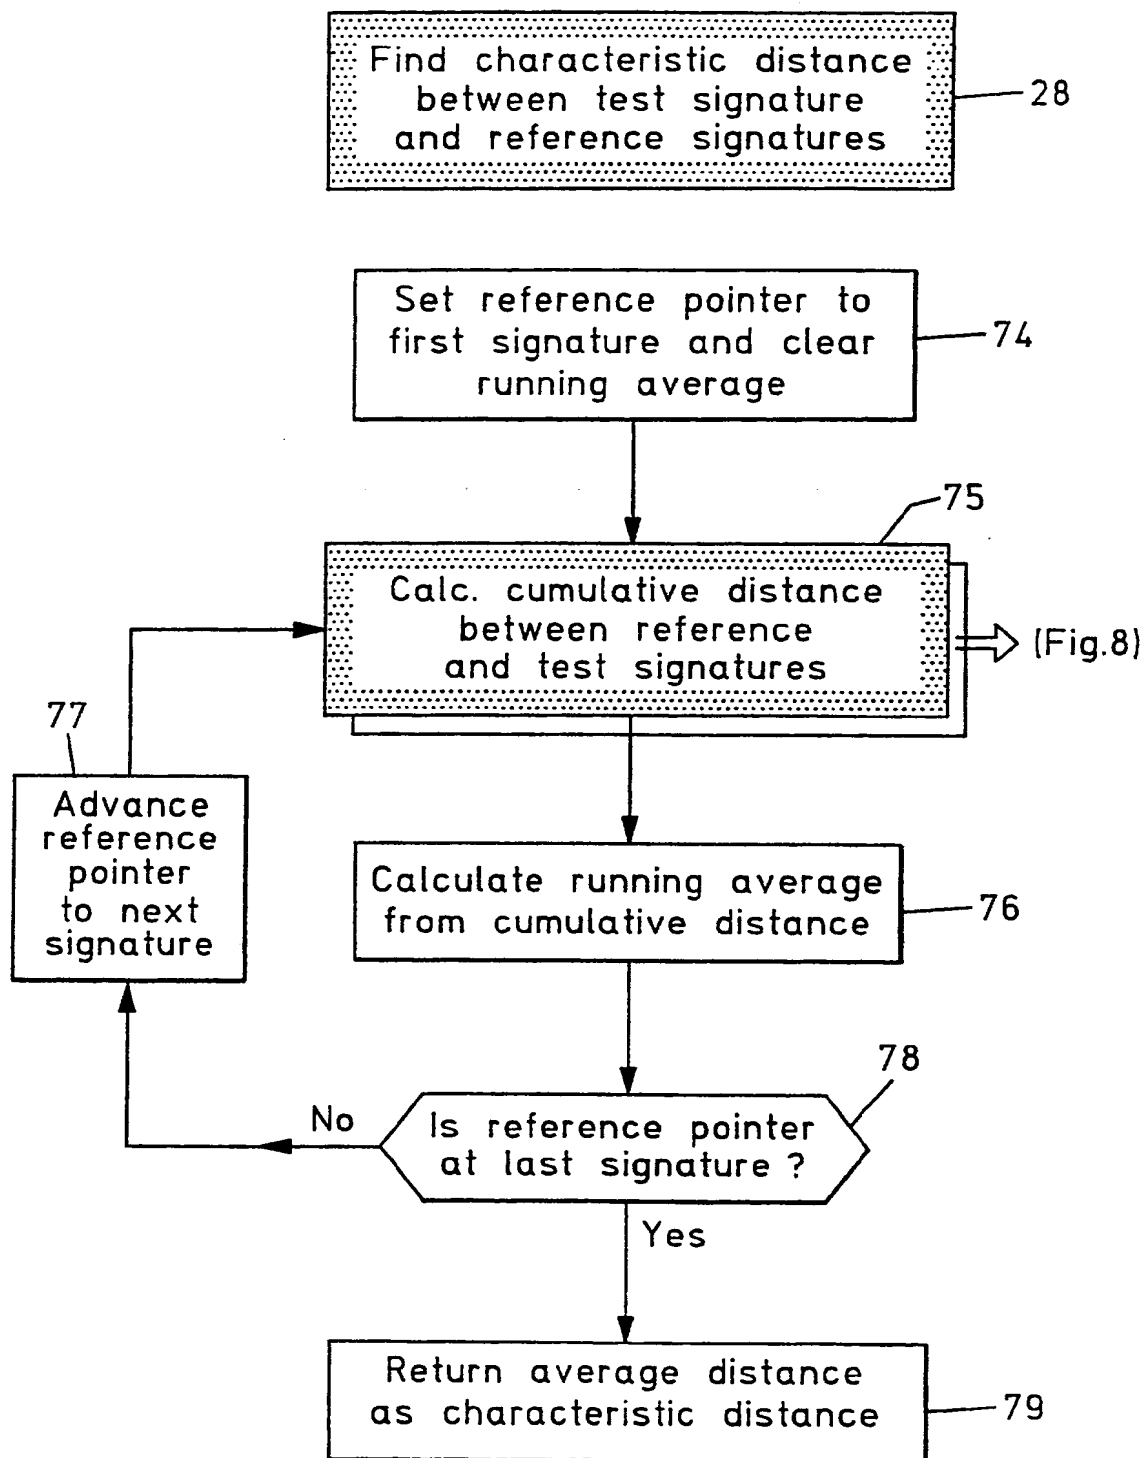 Find characteristic distance
between test signature
and reference signatures
28
Set reference pointer to
first signature and clear
running average
74
75
Calc. cumulative distance
between reference
and test signatures
(Fig.8)
77
Advance
reference
pointer
to next
signature
Calculate running average
from cumulative distance
76
78
Is reference pointer
at last signature ?
No
Yes
Return average distance
as characteristic distance
79